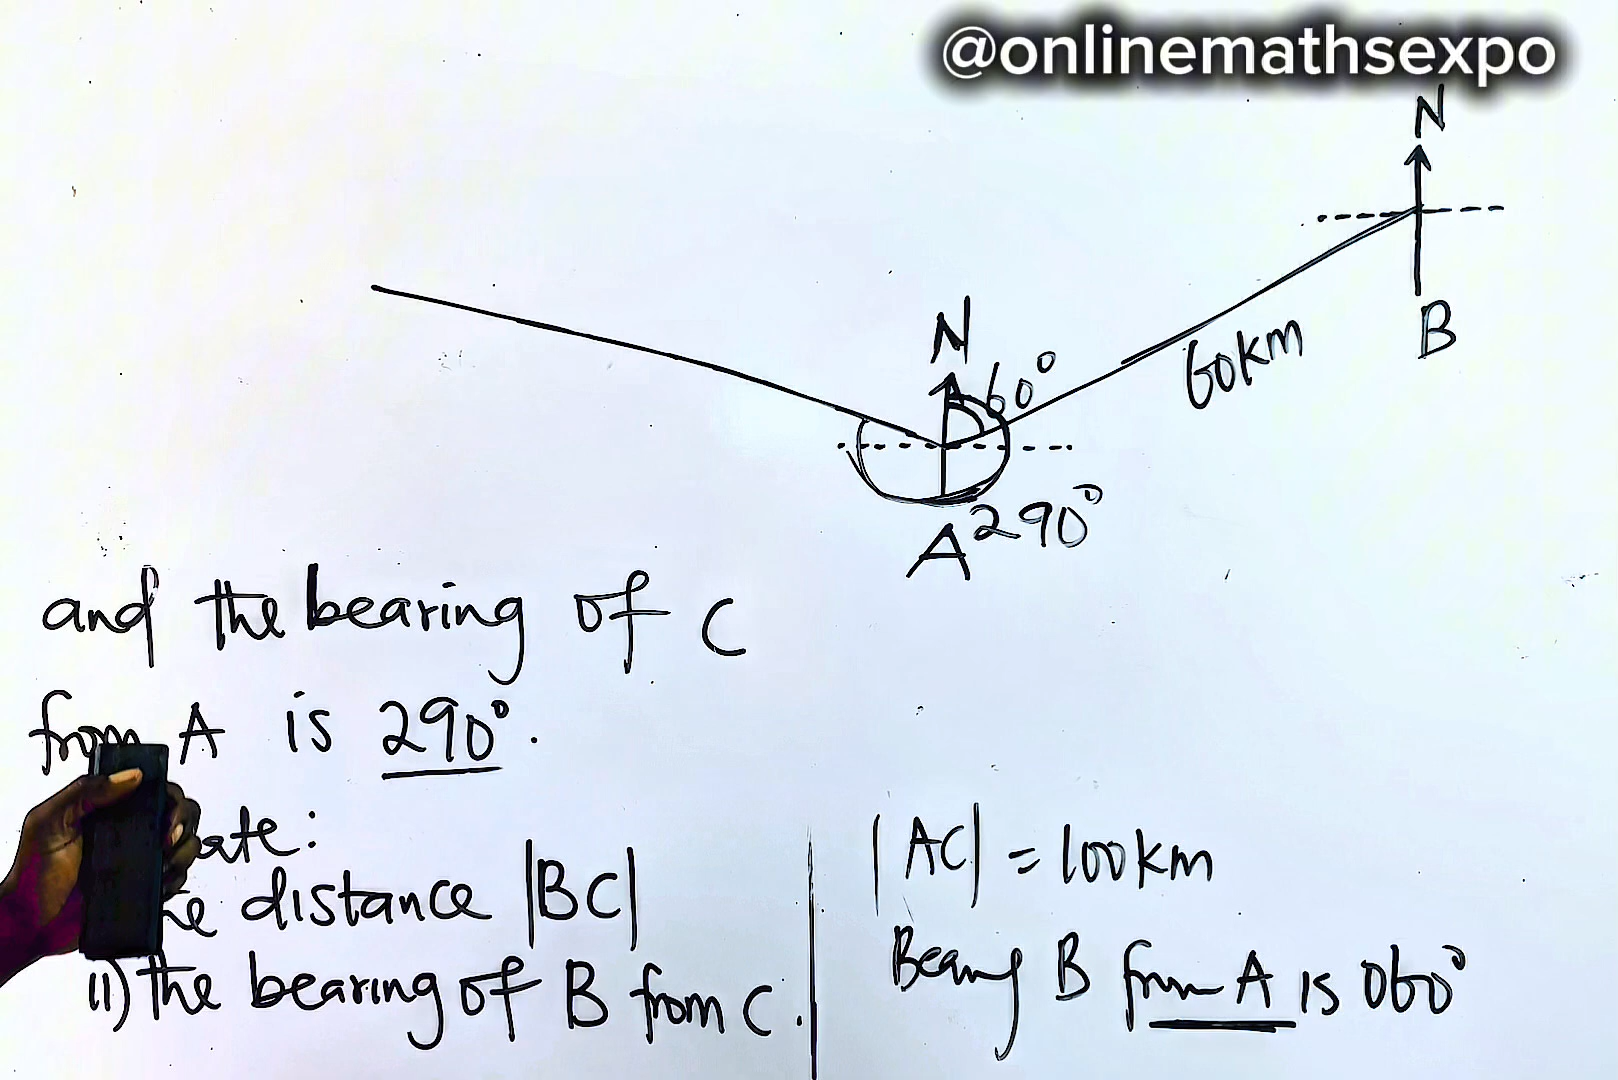 @onlinemathsexpo
N
N
60°
60km
B
A 290°
and the bearing of C
from A is 290°.
ate:
distance |BC|
ii) the bearing of B from C.
|AC| = 100km
Bearing B from A is 060°